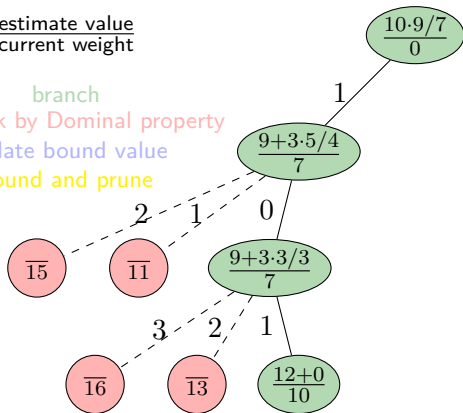 estimate value
current weight
10·9/7
0
1
branch
k by Dominal property
9+3·5/4
7
late bound value
ound and prune
2 1 0
15
11
9+3·3/3
7
3 2 1
16
13
12+0
10